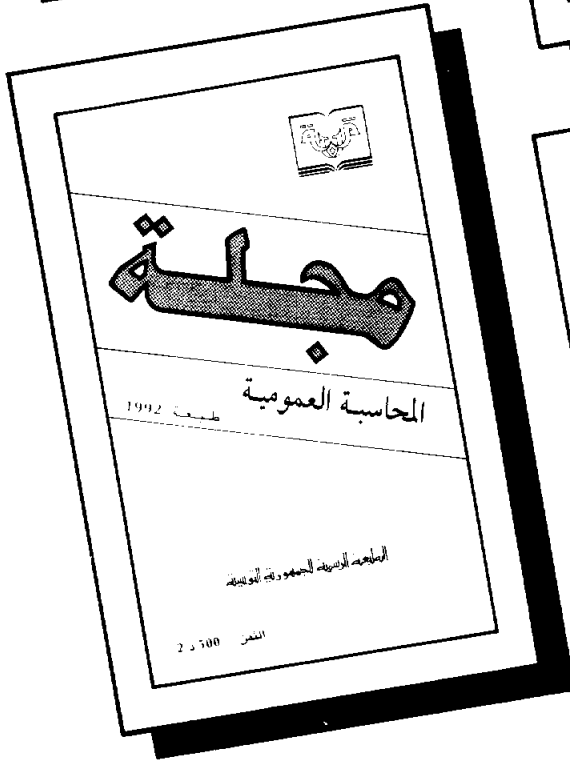 مجلة
المحاسبة العمومية
طبعة 1992
المطبعة الرسمية للجمهورية التونسية
الثمن 500 د 2